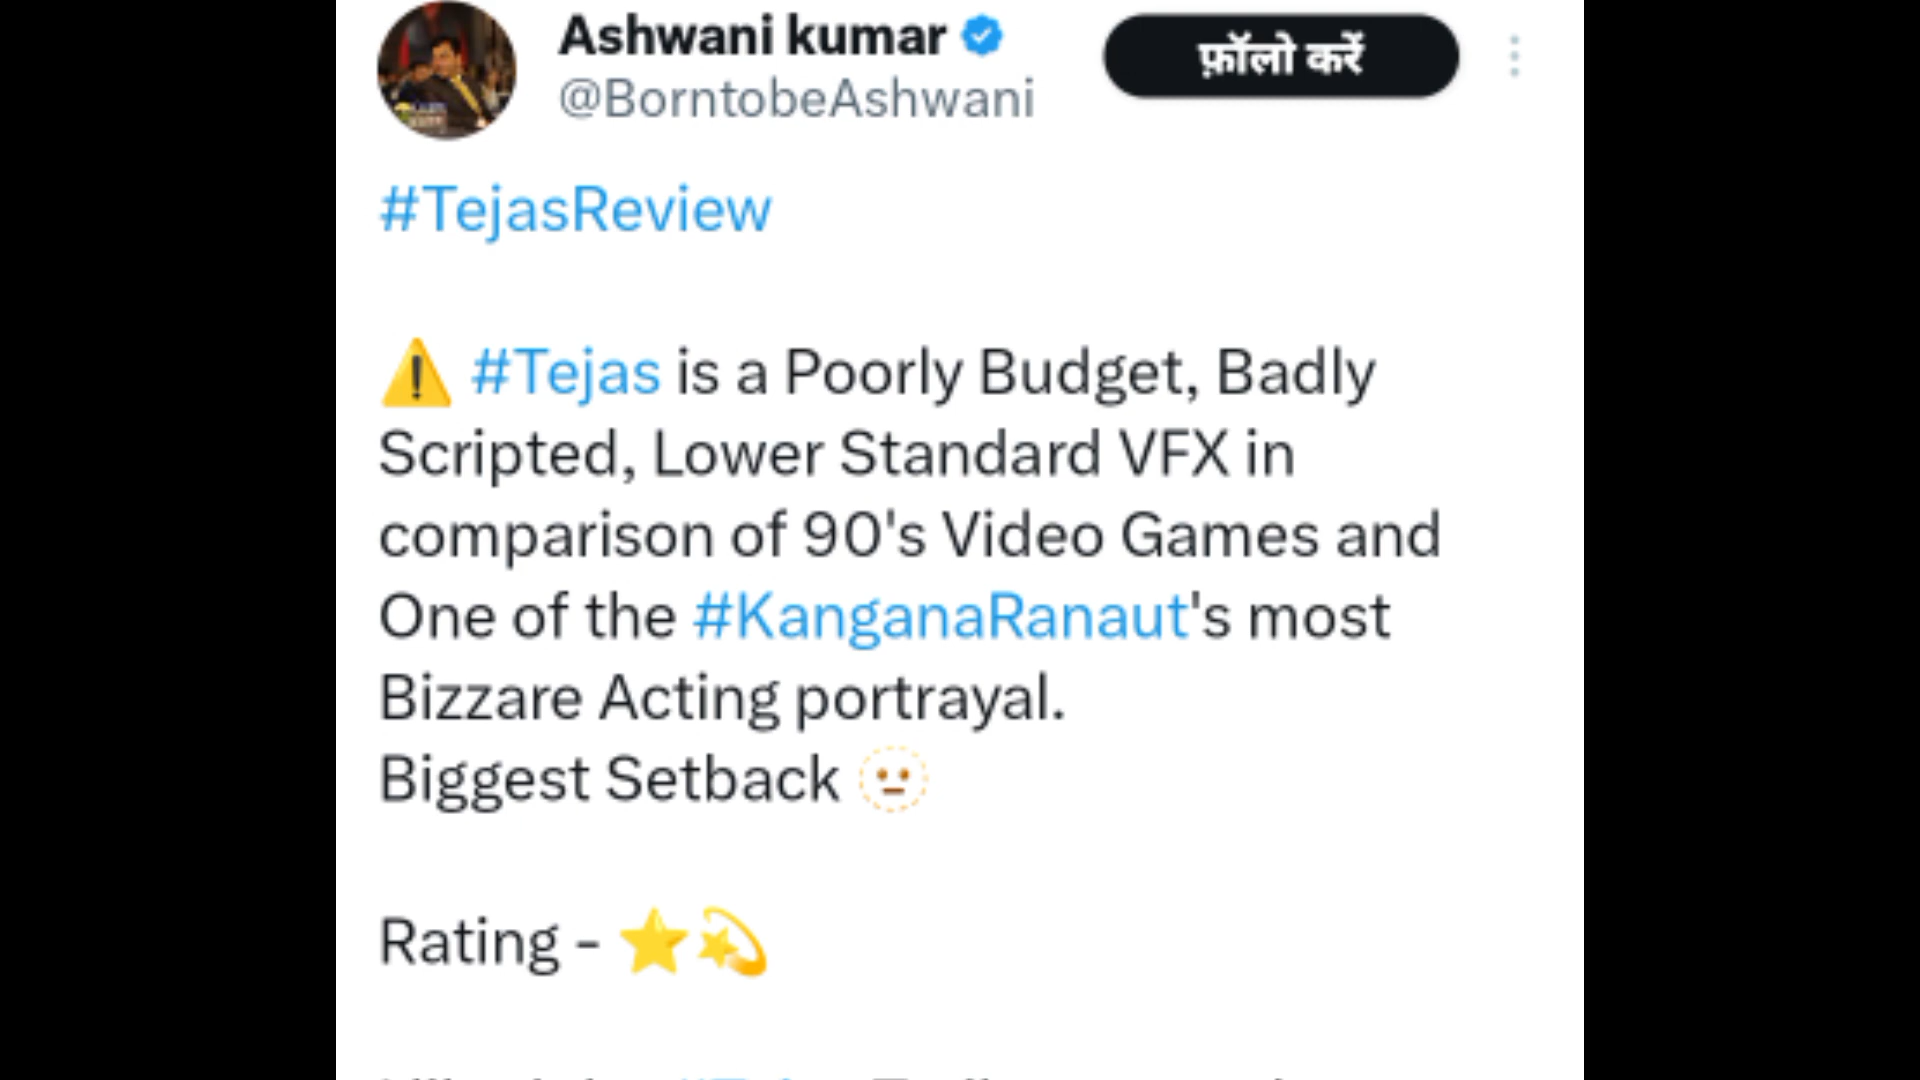 Ashwani kumar
@BorntobeAshwani
फ़ॉलो करें
#TejasReview
⚠️ #Tejas is a Poorly Budget, Badly
Scripted, Lower Standard VFX in
comparison of 90's Video Games and
One of the #KanganaRanaut's most
Bizzare Acting portrayal.
Biggest Setback 🫥
Rating - ⭐💫